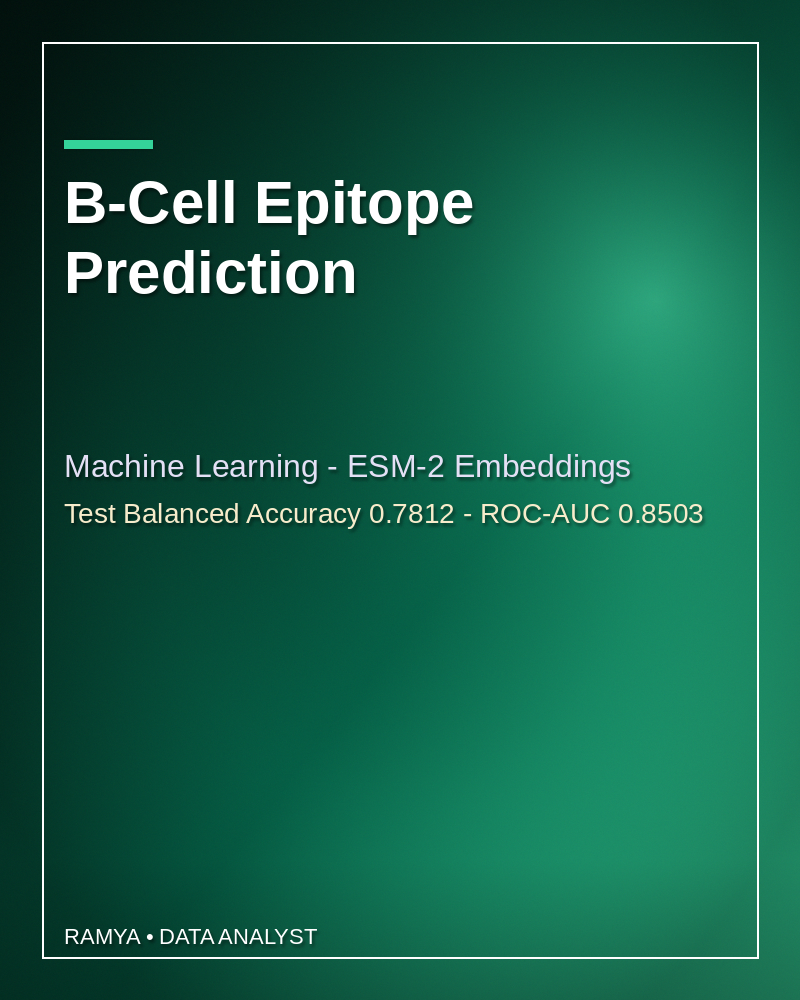 B-Cell Epitope
Prediction
Machine Learning - ESM-2 Embeddings
Test Balanced Accuracy 0.7812 - ROC-AUC 0.8503
RAMYA • DATA ANALYST